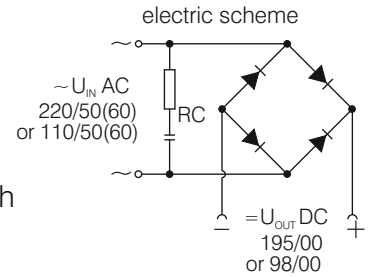 electric scheme
~
~U_IN AC
220/50(60)
or 110/50(60)
RC
h
~
=U_OUT DC
195/00
or 98/00
− +